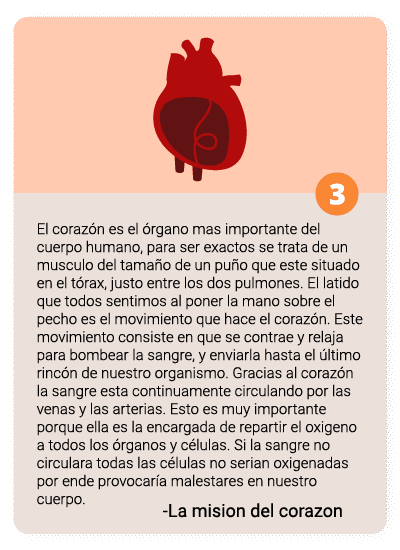 3
El corazón es el órgano mas importante del
cuerpo humano, para ser exactos se trata de un
musculo del tamaño de un puño que este situado
en el tórax, justo entre los dos pulmones. El latido
que todos sentimos al poner la mano sobre el
pecho es el movimiento que hace el corazón. Este
movimiento consiste en que se contrae y relaja
para bombear la sangre, y enviarla hasta el último
rincón de nuestro organismo. Gracias al corazón
la sangre esta continuamente circulando por las
venas y las arterias. Esto es muy importante
porque ella es la encargada de repartir el oxigeno
a todos los órganos y células. Si la sangre no
circulara todas las células no serian oxigenadas
por ende provocaría malestares en nuestro
cuerpo.
-La mision del corazon